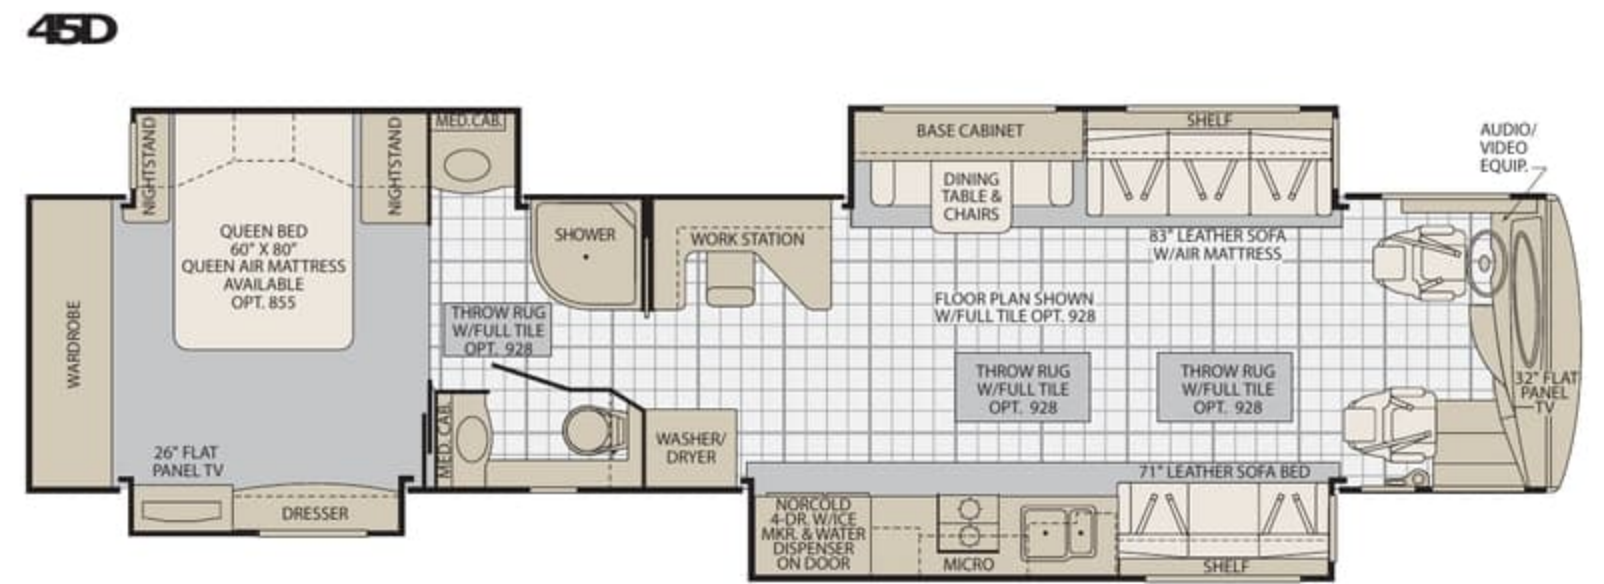 45D
NIGHTSTAND
NIGHTSTAND
MED.CAB.
QUEEN BED
60" X 80"
QUEEN AIR MATTRESS
AVAILABLE
OPT. 855
WARDROBE
26" FLAT
PANEL TV
DRESSER
THROW RUG
W/FULL TILE
OPT. 928
MED. CAB.
SHOWER
WORK STATION
WASHER/
DRYER
BASE CABINET
DINING
TABLE &
CHAIRS
SHELF
83" LEATHER SOFA
W/AIR MATTRESS
FLOOR PLAN SHOWN
W/FULL TILE OPT. 928
THROW RUG
W/FULL TILE
OPT. 928
THROW RUG
W/FULL TILE
OPT. 928
AUDIO/
VIDEO
EQUIP.
32" FLAT
PANEL
TV
71" LEATHER SOFA BED
NORCOLD
4-DR. W/ICE
MKR. & WATER
DISPENSER
ON DOOR
MICRO
SHELF